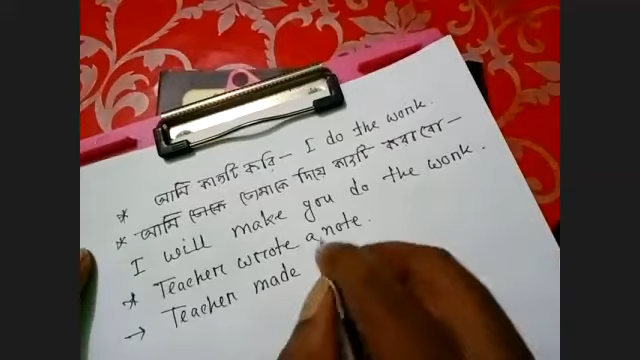 * আমি কাজটি করি – I do the work.
* আমি তোকে তোমাকে দিয়ে কাজটি করাবো –
I will make you do the work.
* Teacher wrote a note.
→ Teacher made